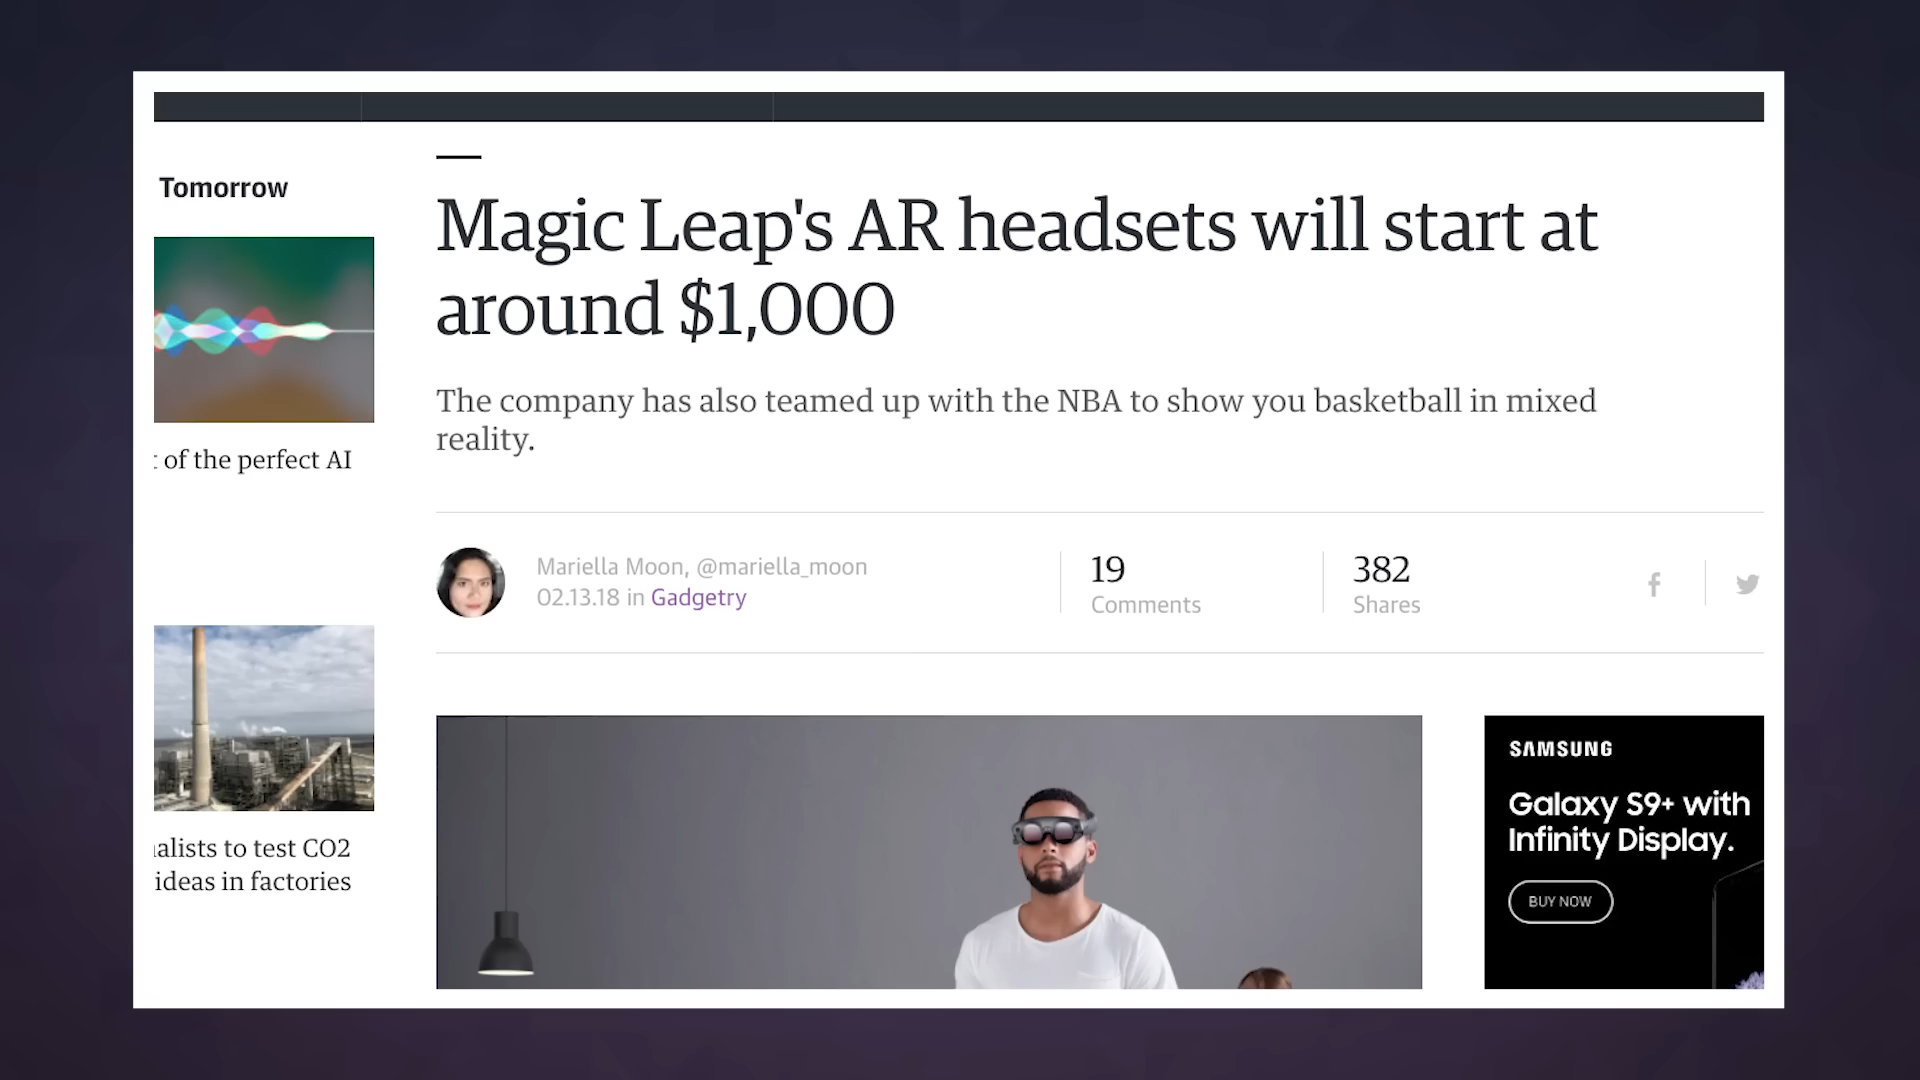 Tomorrow
of the perfect AI
to test CO2
ideas in factories
Magic Leap's AR headsets will start at
around $1,000
The company has also teamed up with the NBA to show you basketball in mixed
reality.
Mariella Moon, @mariella_moon
02.13.18 in Gadgetry
19
Comments
382
Shares
SAMSUNG
Galaxy S9+ with
Infinity Display.
BUY NOW